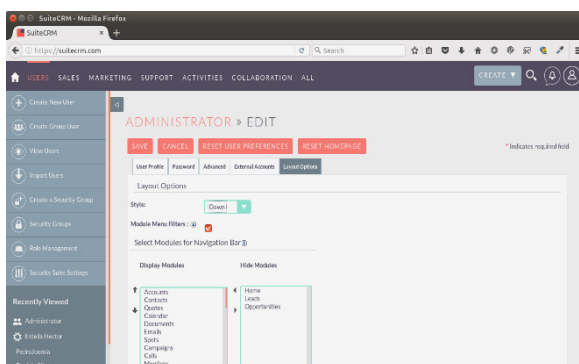 SuiteCRM - Mozilla Firefox
SuiteCRM × +
https://suitecrm.com
Search
USERS SALES MARKETING SUPPORT ACTIVITIES COLLABORATION ALL
CREATE
Create New User
Create Group User
View Users
Import Users
Create a Security Group
Security Groups
Role Management
Security Suite Settings
Recently Viewed
Administrator
Estella Hector
ADMINISTRATOR » EDIT
SAVE CANCEL RESET USER PREFERENCES RESET HOMEPAGE
* Indicates required field
User Profile Password Advanced External Accounts Layout Options
Layout Options
Style: Dawn
Module Menu Filters :
Select Modules for Navigation Bar
Display Modules Hide Modules
Accounts Home
Contacts Leads
Quotes Opportunities
Calendar
Documents
Emails
Spots
Campaigns
Calls